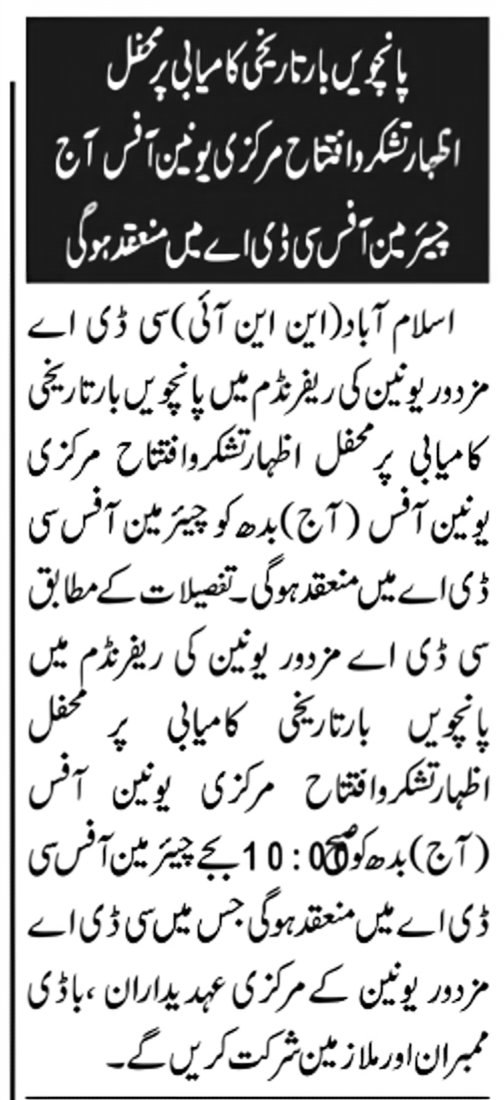 پانچویں بار تاریخی کامیابی پر محفل
اظہار تشکر و افتتاح مرکزی یونین آفس آج
چیئرمین آفس سی ڈی اے میں منعقد ہوگی
اسلام آباد(این این آئی)سی ڈی اے
مزدور یونین کی ریفرنڈم میں پانچویں بار تاریخی
کامیابی پر محفل اظہار تشکر و افتتاح مرکزی
یونین آفس (آج)بدھ کو چیئرمین آفس سی
ڈی اے میں منعقد ہوگی۔تفصیلات کے مطابق
سی ڈی اے مزدور یونین کی ریفرنڈم میں
پانچویں بار تاریخی کامیابی پر محفل
اظہار تشکر و افتتاح مرکزی یونین آفس
(آج)بدھ کو صبح 10:00 بجے چیئرمین آفس سی
ڈی اے میں منعقد ہوگی جس میں سی ڈی اے
مزدور یونین کے مرکزی عہدیداران ،باڈی
ممبران اور ملازمین شرکت کریں گے۔